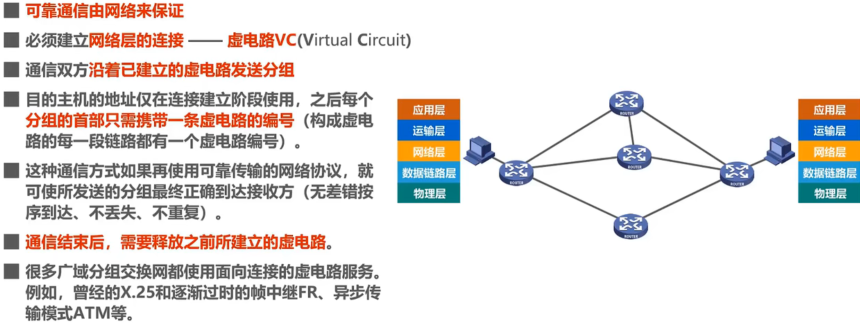 可靠通信由网络来保证
必须建立网络层的连接 —— 虚电路VC(Virtual Circuit)
通信双方沿着已建立的虚电路发送分组
目的主机的地址仅在连接建立阶段使用，之后每个
分组的首部只需携带一条虚电路的编号（构成虚电
路的每一段链路都有一个虚电路编号）。
这种通信方式如果再使用可靠传输的网络协议，就
可使所发送的分组最终正确到达接收方（无差错按
序到达、不丢失、不重复）。
通信结束后，需要释放之前所建立的虚电路。
很多广域分组交换网都使用面向连接的虚电路服务。
例如，曾经的X.25和逐渐过时的帧中继FR、异步传
输模式ATM等。
应用层
运输层
网络层
数据链路层
物理层
ROUTER
ROUTER
ROUTER
ROUTER
ROUTER
应用层
运输层
网络层
数据链路层
物理层